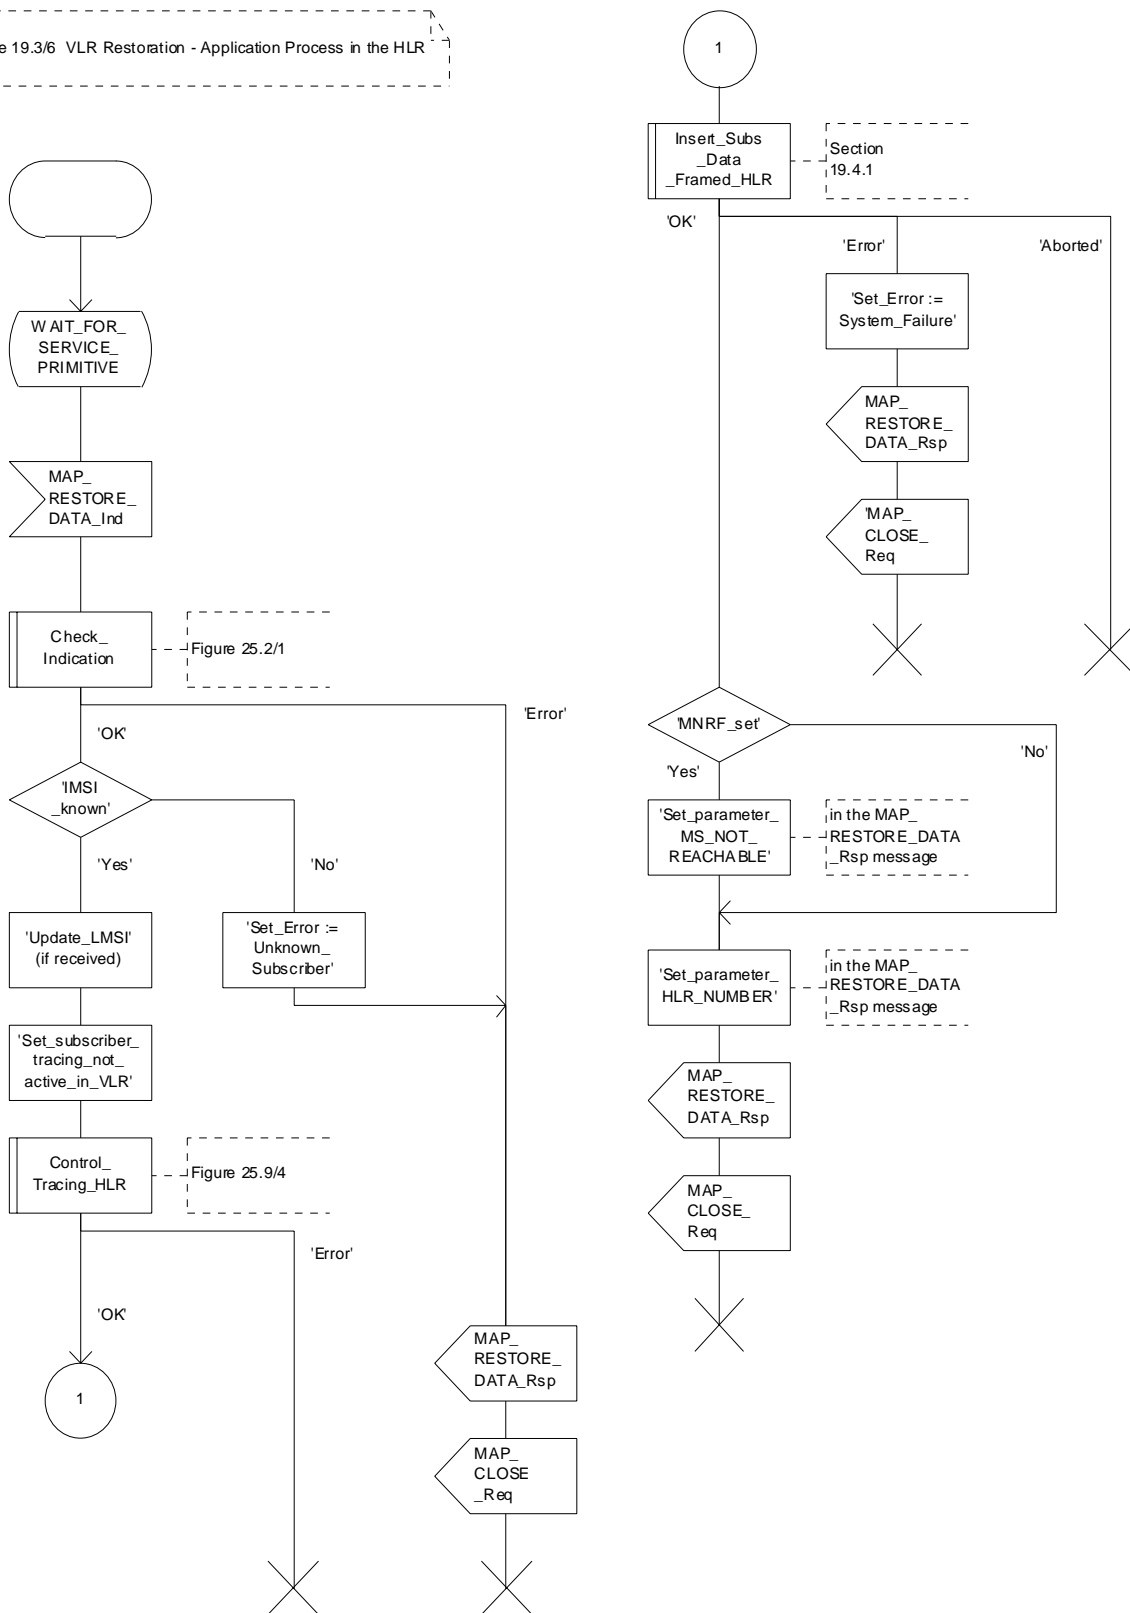 e 19.3/6 VLR Restoration - Application Process in the HLR
WAIT_FOR_
SERVICE_
PRIMITIVE
MAP_
RESTORE_
DATA_Ind
Check_
Indication
Figure 25.2/1
'Error'
'OK'
'IMSI
_known'
'Yes'
'No'
'Update_LMSI'
(if received)
'Set_Error :=
Unknown_
Subscriber'
'Set_subscriber_
tracing_not_
active_in_VLR'
Control_
Tracing_HLR
Figure 25.9/4
'Error'
'OK'
1
MAP_
RESTORE_
DATA_Rsp
MAP_
CLOSE
_Req
1
Insert_Subs
_Data
_Framed_HLR
Section
19.4.1
'OK'
'Error'
'Aborted'
'Set_Error :=
System_Failure'
MAP_
RESTORE_
DATA_Rsp
'MAP_
CLOSE_
Req
'MNRF_set'
'No'
'Yes'
'Set_parameter_
MS_NOT_
REACHABLE'
in the MAP_
RESTORE_DATA
_Rsp message
'Set_parameter_
HLR_NUMBER'
in the MAP_
RESTORE_DATA
_Rsp message
MAP_
RESTORE_
DATA_Rsp
MAP_
CLOSE_
Req